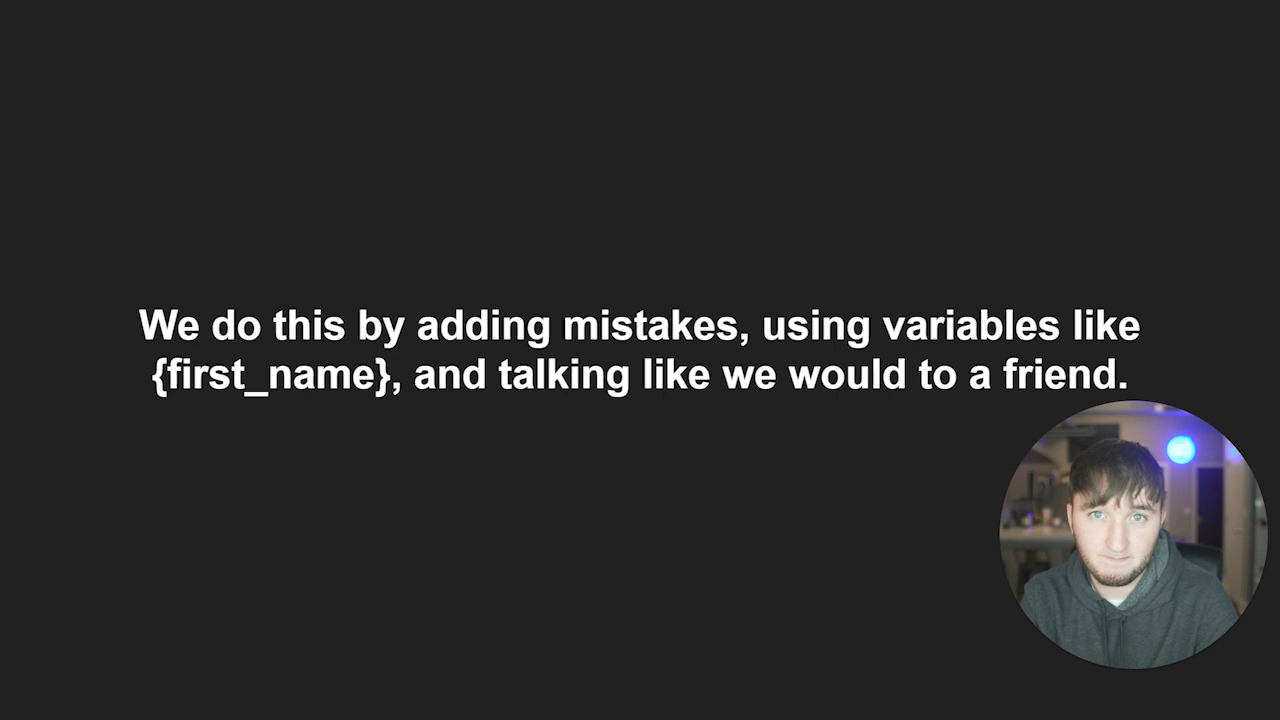 We do this by adding mistakes, using variables like
{first_name}, and talking like we would to a friend.